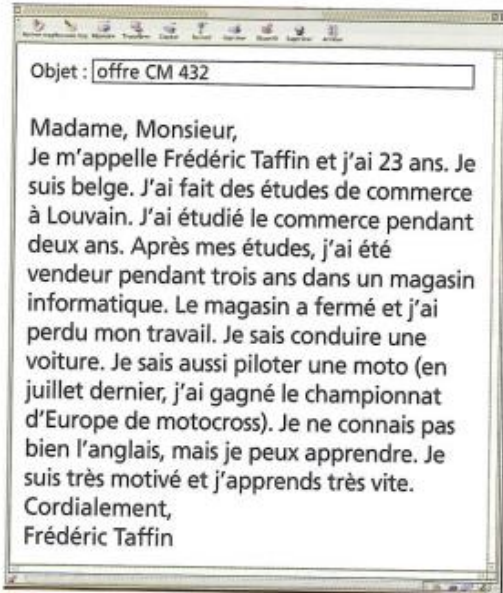 Objet : offre CM 432
Madame, Monsieur,
Je m'appelle Frédéric Taffin et j'ai 23 ans. Je
suis belge. J'ai fait des études de commerce
à Louvain. J'ai étudié le commerce pendant
deux ans. Après mes études, j'ai été
vendeur pendant trois ans dans un magasin
informatique. Le magasin a fermé et j'ai
perdu mon travail. Je sais conduire une
voiture. Je sais aussi piloter une moto (en
juillet dernier, j'ai gagné le championnat
d'Europe de motocross). Je ne connais pas
bien l'anglais, mais je peux apprendre. Je
suis très motivé et j'apprends très vite.
Cordialement,
Frédéric Taffin